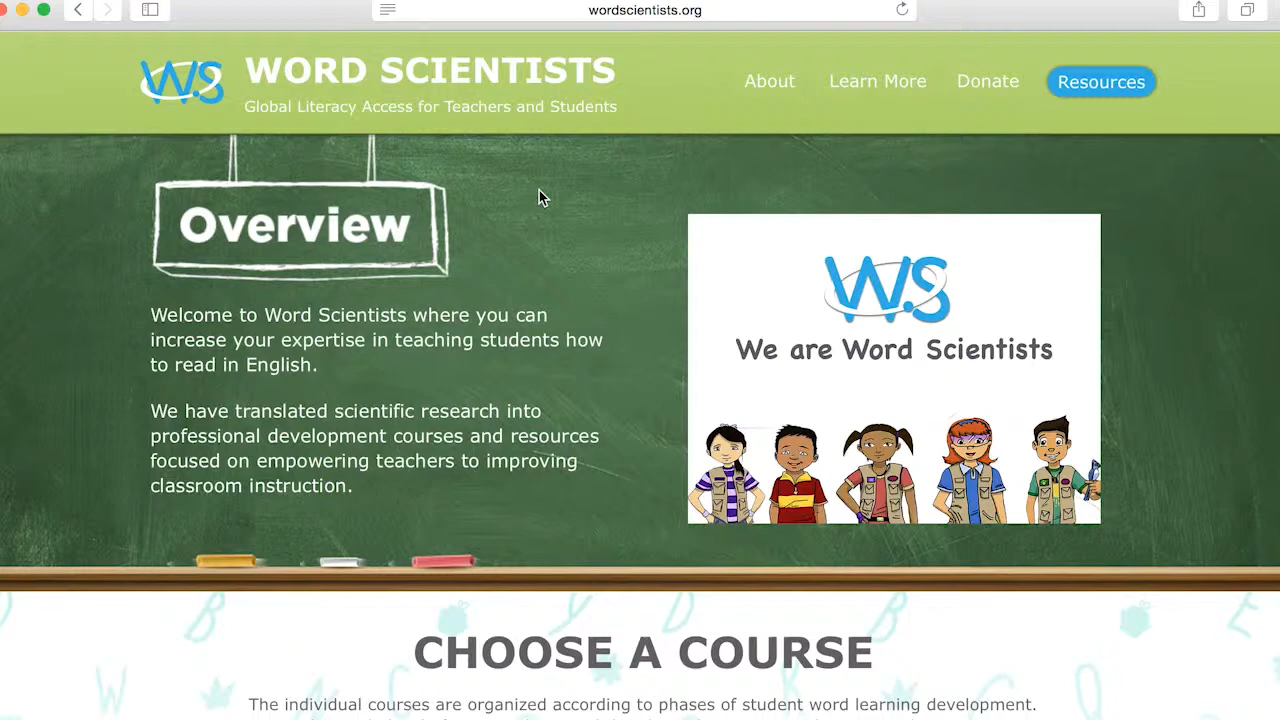 wordscientists.org
WS
WORD SCIENTISTS
Global Literacy Access for Teachers and Students
About
Learn More
Donate
Resources
Overview
Welcome to Word Scientists where you can
increase your expertise in teaching students how
to read in English.
We have translated scientific research into
professional development courses and resources
focused on empowering teachers to improving
classroom instruction.
W.S
We are Word Scientists
CHOOSE A COURSE
The individual courses are organized according to phases of student word learning development.